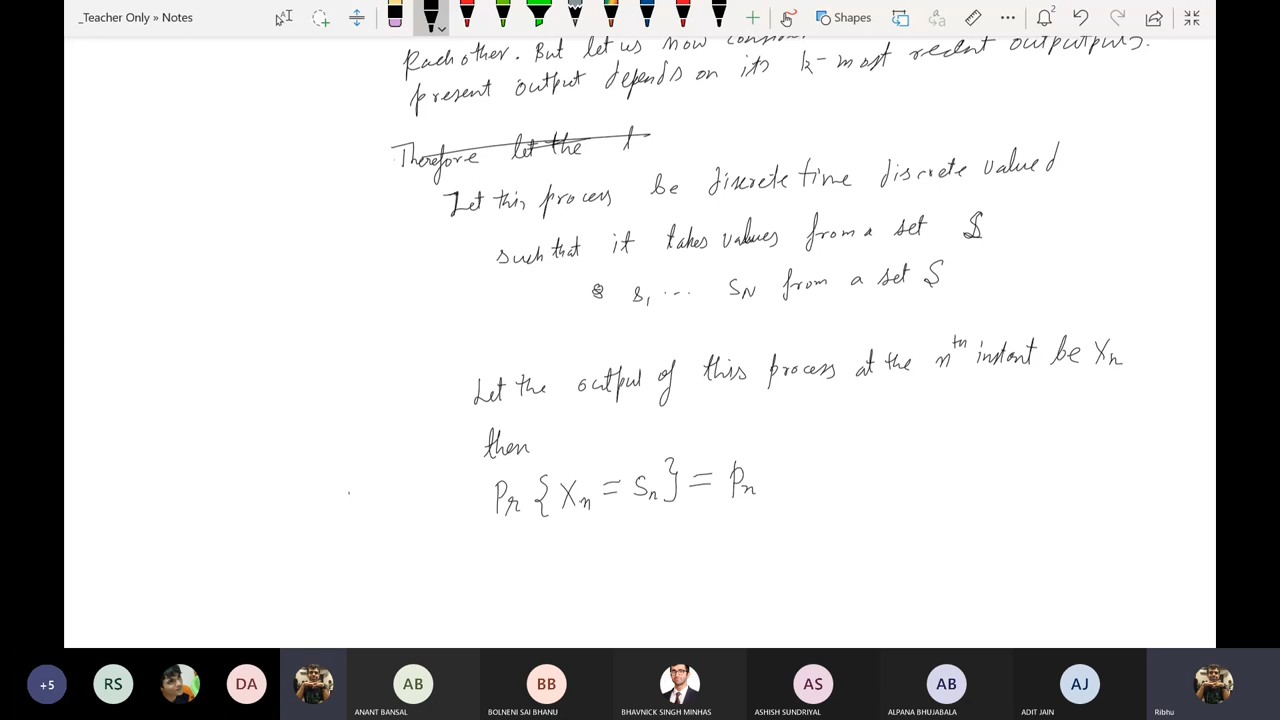 _Teacher Only » Notes
Shapes
Each other. But let us now
present output depends on its k-most recent outputputs.
Therefore let the t
Let this process be discrete time discrete valued
such that it takes values from a set S
s₁ ... s_N from a set S
Let the output of this process at the nth instant be Xₙ
then
Pr { Xₙ = Sₙ } = Pₙ
+5 RS DA AB BB AS AB AJ
ANANT BANSAL BOLNENI SAI BHANU BHAVNICK SINGH MINHAS ASHISH SUNDRIYAL ALPANA BHUJABALA ADIT JAIN Ribhu